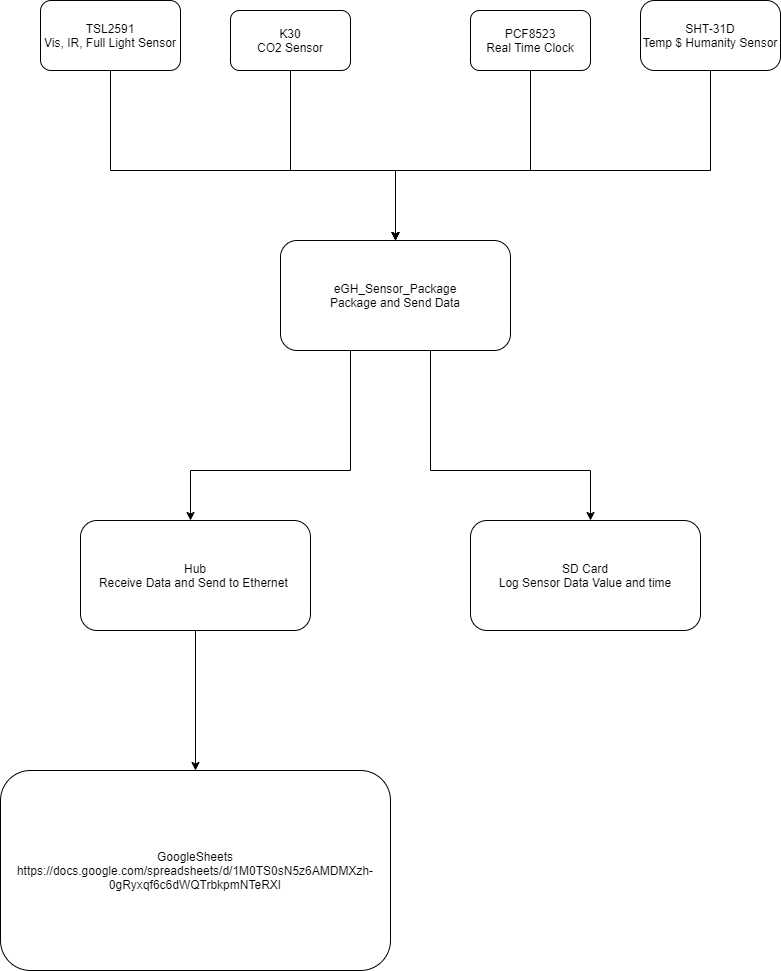 TSL2591
Vis, IR, Full Light Sensor
K30
CO2 Sensor
PCF8523
Real Time Clock
SHT-31D
Temp $ Humanity Sensor
eGH_Sensor_Package
Package and Send Data
Hub
Receive Data and Send to Ethernet
SD Card
Log Sensor Data Value and time
GoogleSheets
https://docs.google.com/spreadsheets/d/1M0TS0sN5z6AMDMXzh-
0gRyxqf6c6dWQTrbkpmNTeRXI